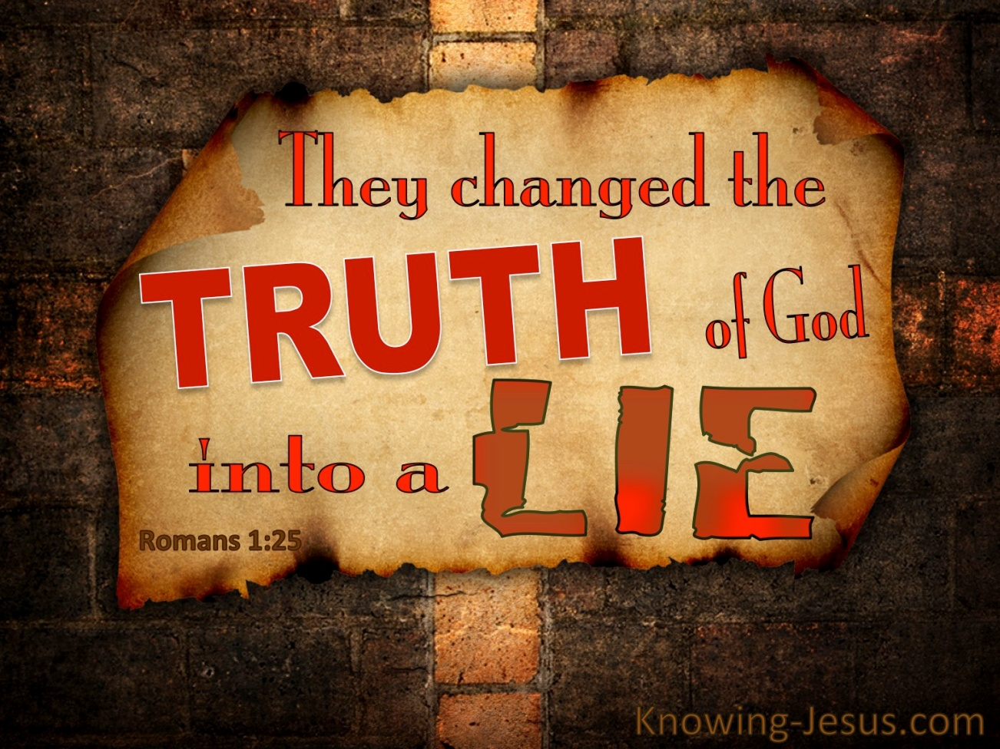 They changed the
TRUTH of God
into a LIE
Romans 1:25
Knowing-Jesus.com